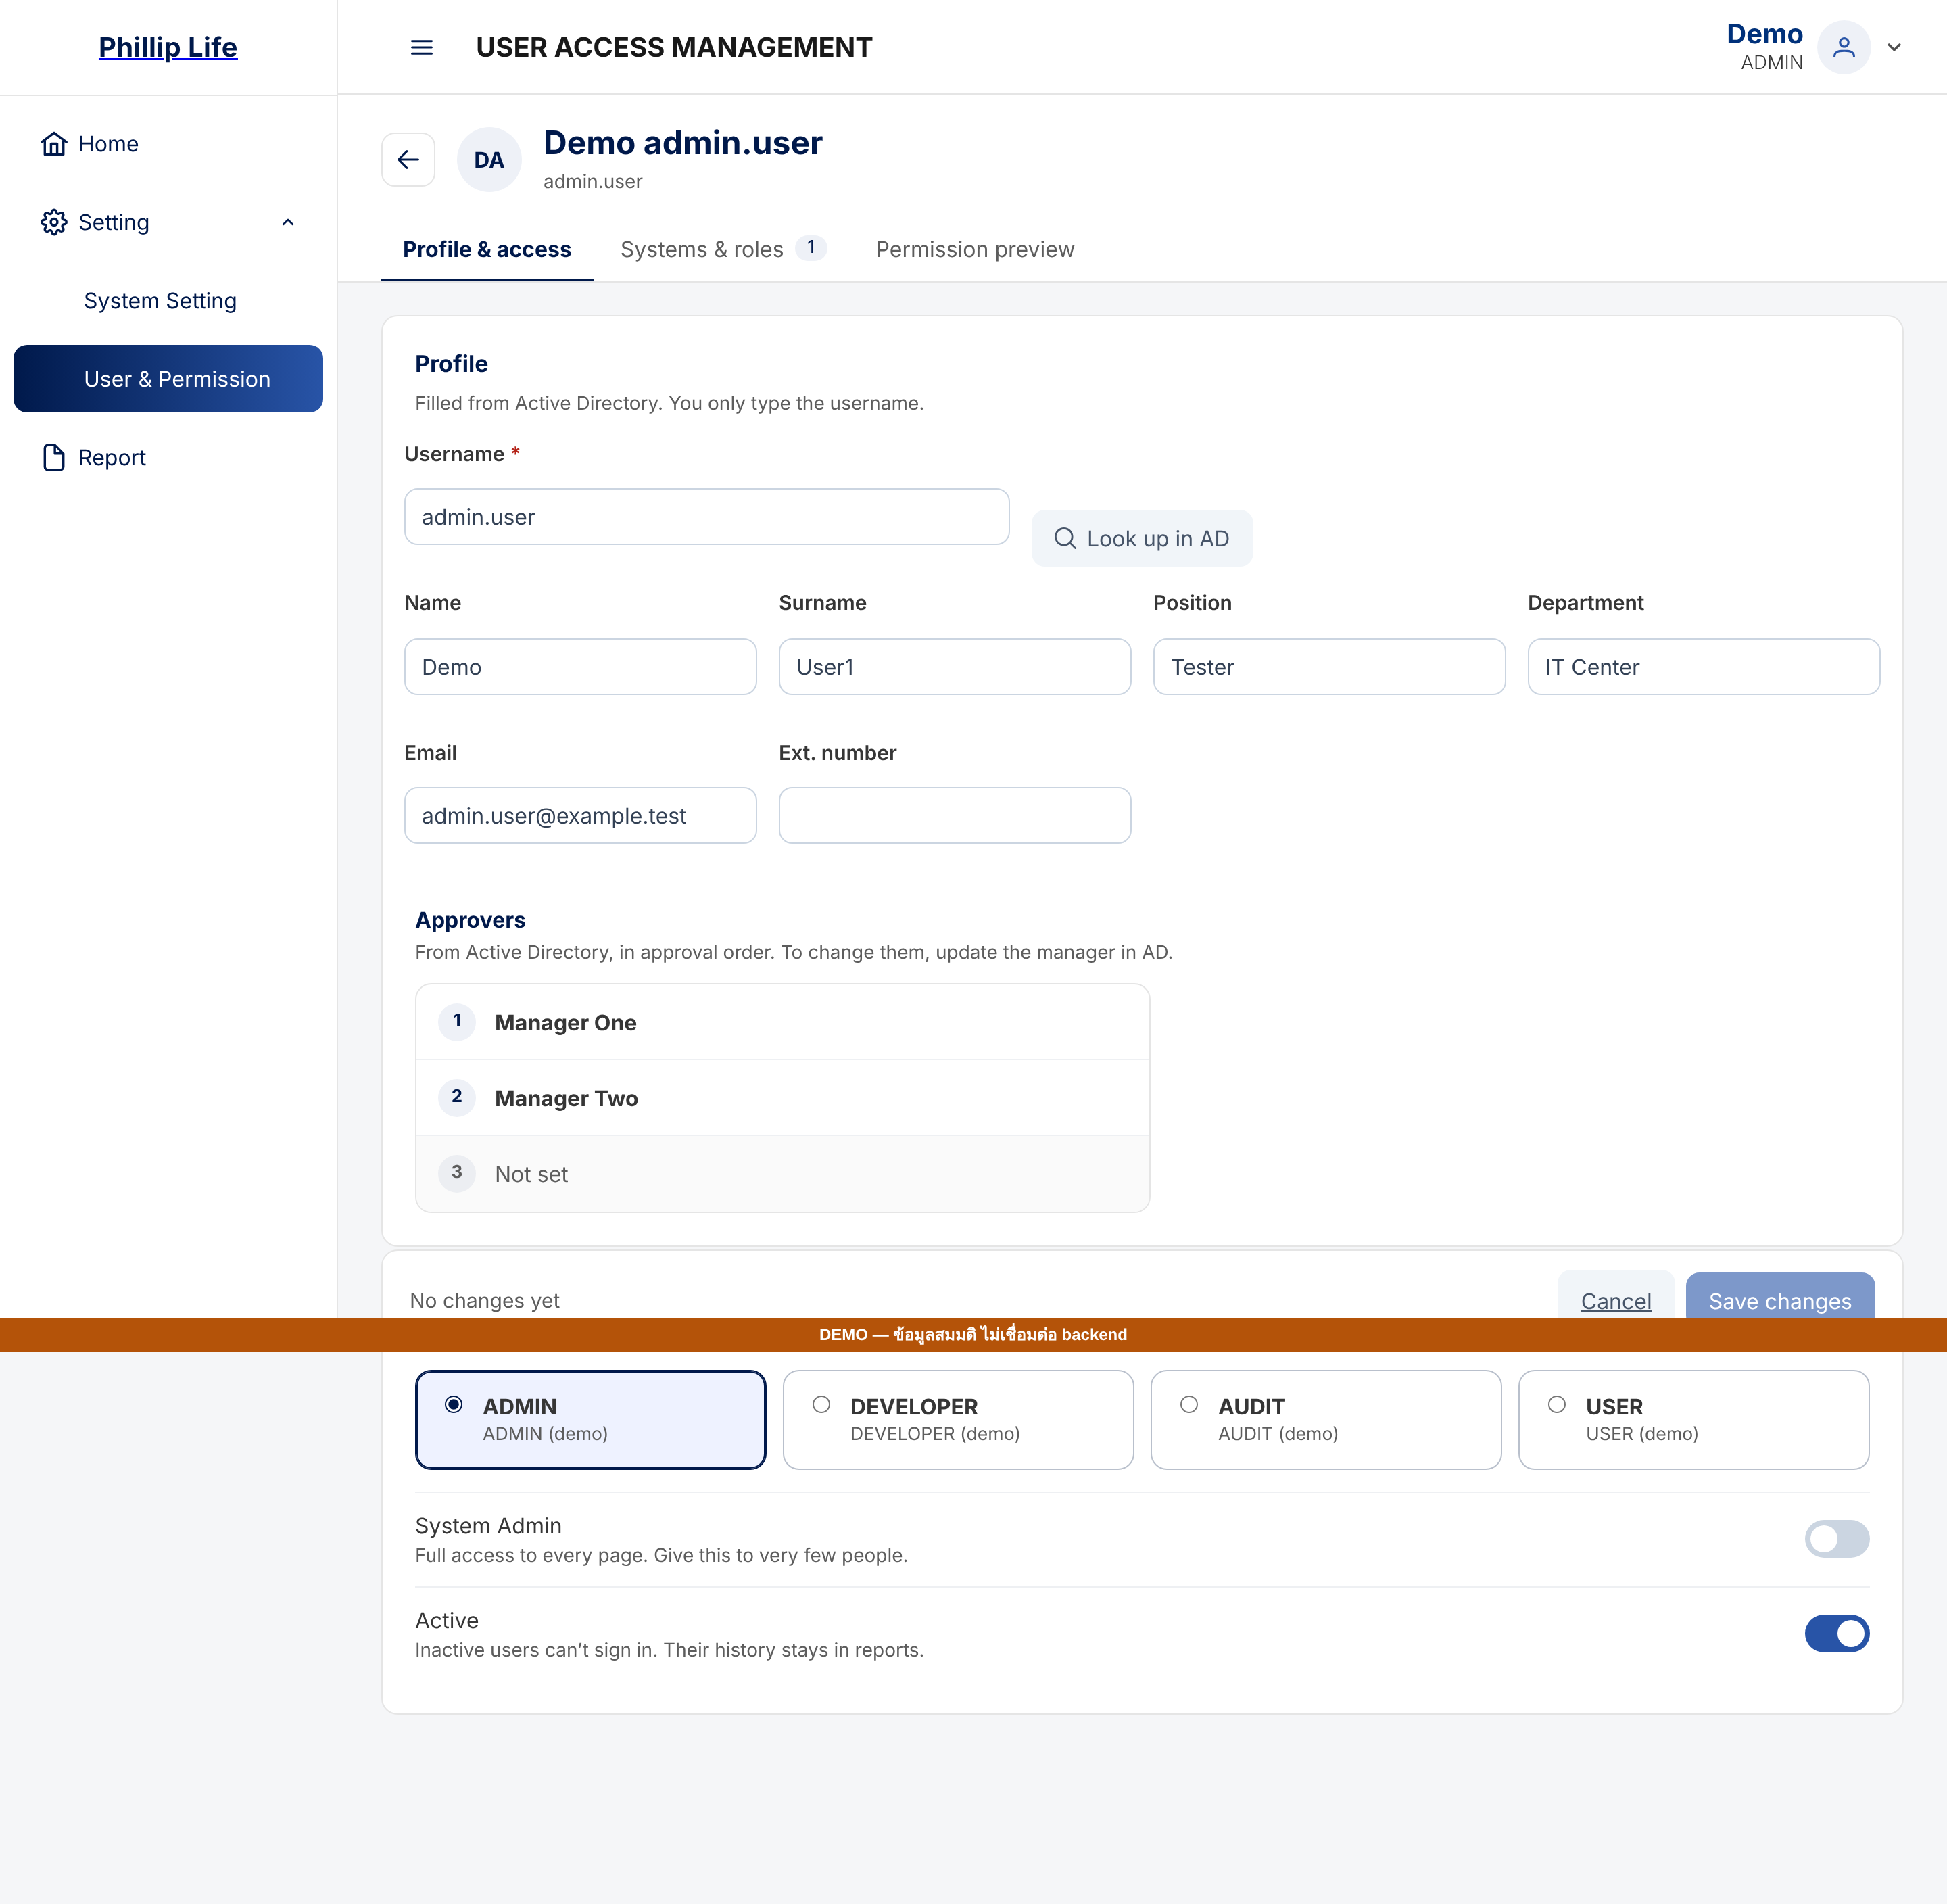 Phillip Life
USER ACCESS MANAGEMENT
Demo
ADMIN
Home
Setting
System Setting
User & Permission
Report
DA
Demo admin.user
admin.user
Profile & access
Systems & roles 1
Permission preview
Profile
Filled from Active Directory. You only type the username.
Username *
admin.user
Look up in AD
Name
Surname
Position
Department
Demo
User1
Tester
IT Center
Email
Ext. number
admin.user@example.test
Approvers
From Active Directory, in approval order. To change them, update the manager in AD.
1 Manager One
2 Manager Two
3 Not set
No changes yet
Cancel
Save changes
DEMO — ข้อมูลสมมติ ไม่เชื่อมต่อ backend
ADMIN
ADMIN (demo)
DEVELOPER
DEVELOPER (demo)
AUDIT
AUDIT (demo)
USER
USER (demo)
System Admin
Full access to every page. Give this to very few people.
Active
Inactive users can’t sign in. Their history stays in reports.